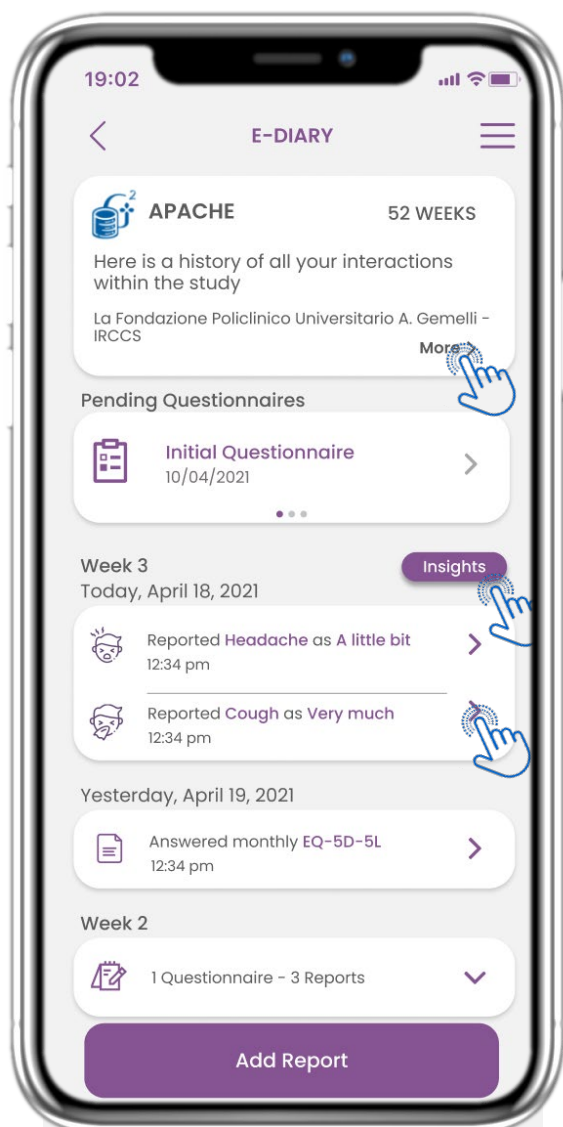 19:02
E-DIARY
2
APACHE
52 WEEKS
Here is a history of all your interactions
within the study
La Fondazione Policlinico Universitario A. Gemelli -
IRCCS
More
Pending Questionnaires
Initial Questionnaire
10/04/2021
Week 3
Insights
Today, April 18, 2021
Reported Headache as A little bit
12:34 pm
Reported Cough as Very much
12:34 pm
Yesterday, April 19, 2021
Answered monthly EQ-5D-5L
12:34 pm
Week 2
1 Questionnaire - 3 Reports
Add Report